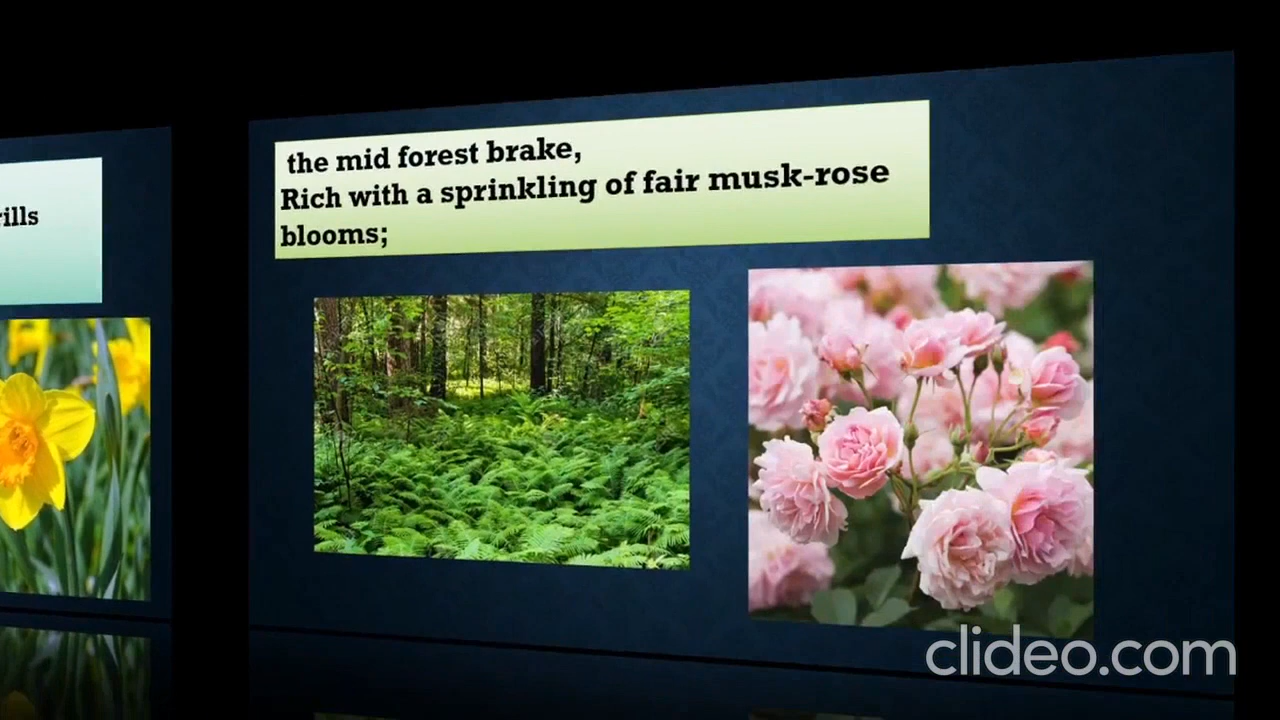 the mid forest brake,
Rich with a sprinkling of fair musk-rose
blooms;
clideo.com